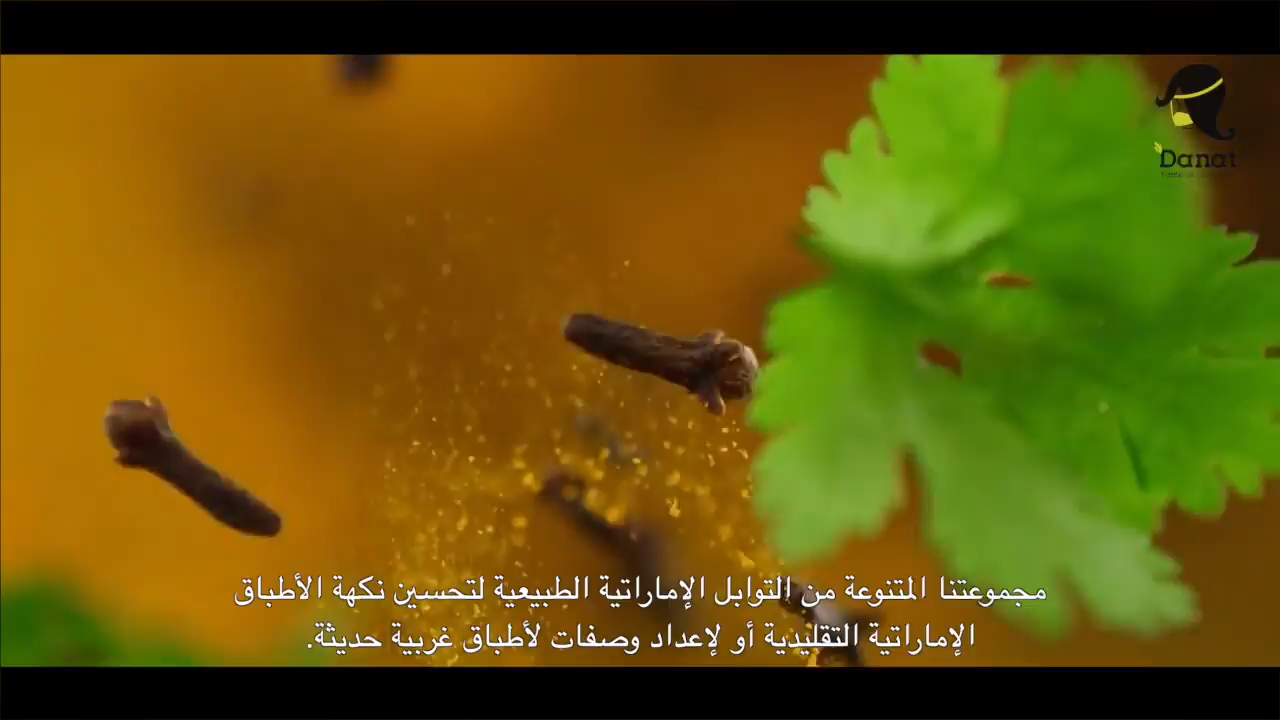 Danat
مجموعتنا المتنوعة من التوابل الإماراتية الطبيعية لتحسين نكهة الأطباق
الإماراتية التقليدية أو لإعداد وصفات لأطباق غربية حديثة.